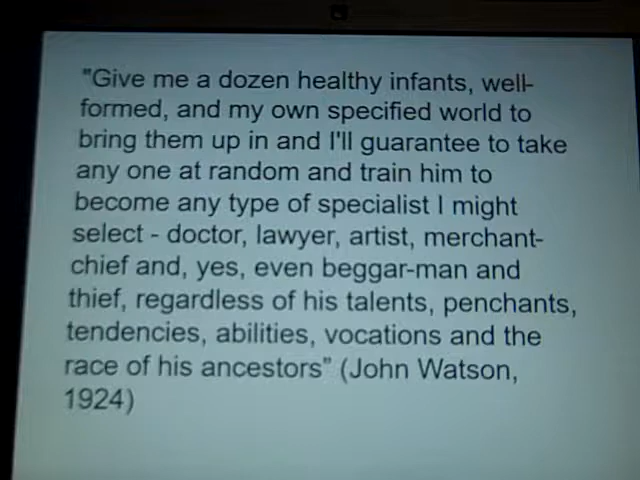 "Give me a dozen healthy infants, well-
formed, and my own specified world to
bring them up in and I'll guarantee to take
any one at random and train him to
become any type of specialist I might
select - doctor, lawyer, artist, merchant-
chief and, yes, even beggar-man and
thief, regardless of his talents, penchants,
tendencies, abilities, vocations and the
race of his ancestors" (John Watson,
1924)